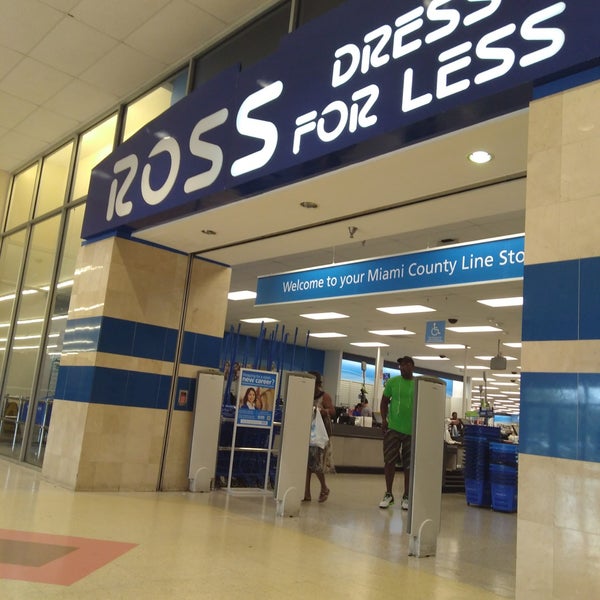 ROSS
DRESS
FOR LESS
Welcome to your Miami County Line Sto
new career?